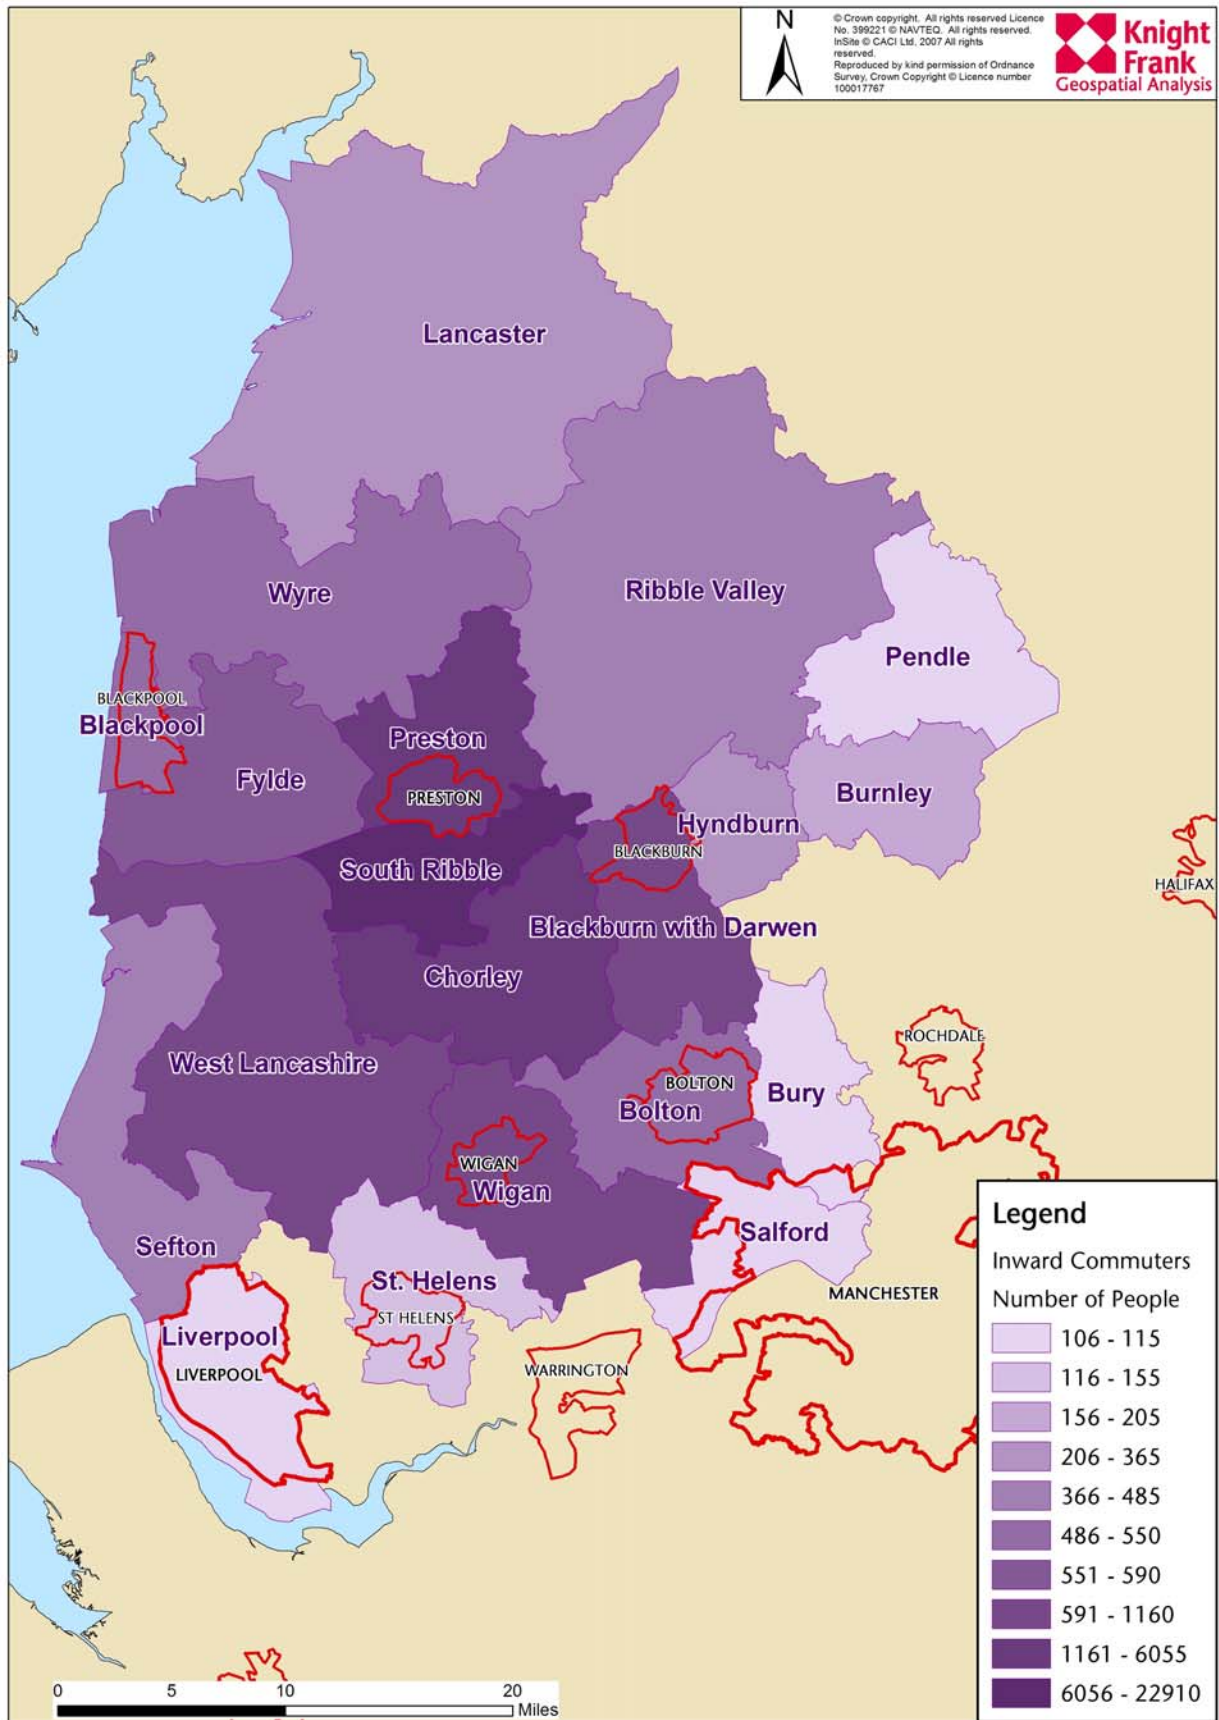 N
© Crown copyright. All rights reserved Licence
No. 399221 © NAVTEQ. All rights reserved.
InSite © CACI Ltd, 2007 All rights
reserved.
Reproduced by kind permission of Ordnance
Survey, Crown Copyright © Licence number
100017767
Knight
Frank
Geospatial Analysis
Lancaster
Wyre
Ribble Valley
Pendle
BLACKPOOL
Blackpool
Preston
Fylde
PRESTON
Burnley
Hyndburn
BLACKBURN
South Ribble
HALIFAX
Blackburn with Darwen
Chorley
ROCHDALE
West Lancashire
BOLTON
Bolton
Bury
WIGAN
Wigan
Salford
Sefton
St. Helens
MANCHESTER
ST HELENS
Liverpool
LIVERPOOL
WARRINGTON
Legend
Inward Commuters
Number of People
106 - 115
116 - 155
156 - 205
206 - 365
366 - 485
486 - 550
551 - 590
591 - 1160
1161 - 6055
6056 - 22910
0 5 10 20
Miles